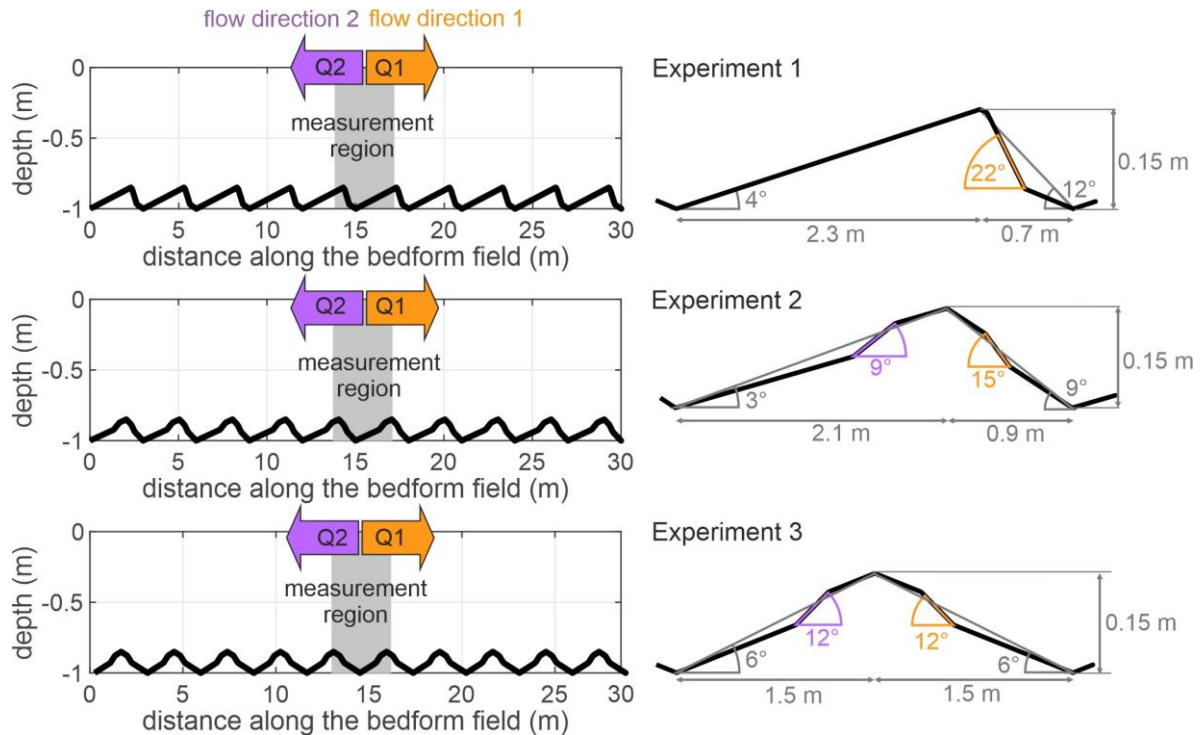 flow direction 2 flow direction 1
Q2 Q1
measurement
region
depth (m)
0
-0.5
-1
0 5 10 15 20 25 30
distance along the bedform field (m)
Experiment 1
22°
4°
12°
0.15 m
2.3 m 0.7 m
Q2 Q1
measurement
region
depth (m)
0
-0.5
-1
0 5 10 15 20 25 30
distance along the bedform field (m)
Experiment 2
9°
15°
3°
9°
0.15 m
2.1 m 0.9 m
Q2 Q1
measurement
region
depth (m)
0
-0.5
-1
0 5 10 15 20 25 30
distance along the bedform field (m)
Experiment 3
12° 12°
6° 6°
0.15 m
1.5 m 1.5 m